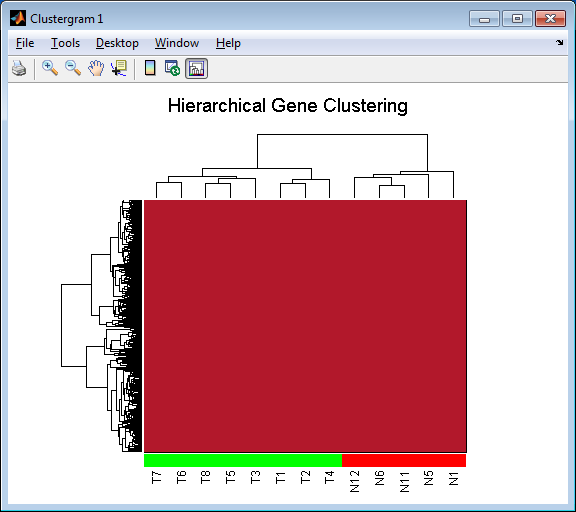 Clustergram 1
File Tools Desktop Window Help
Hierarchical Gene Clustering
T7 T6 T8 T5 T3 T1 T2 T4 N12 N6 N11 N5 N1